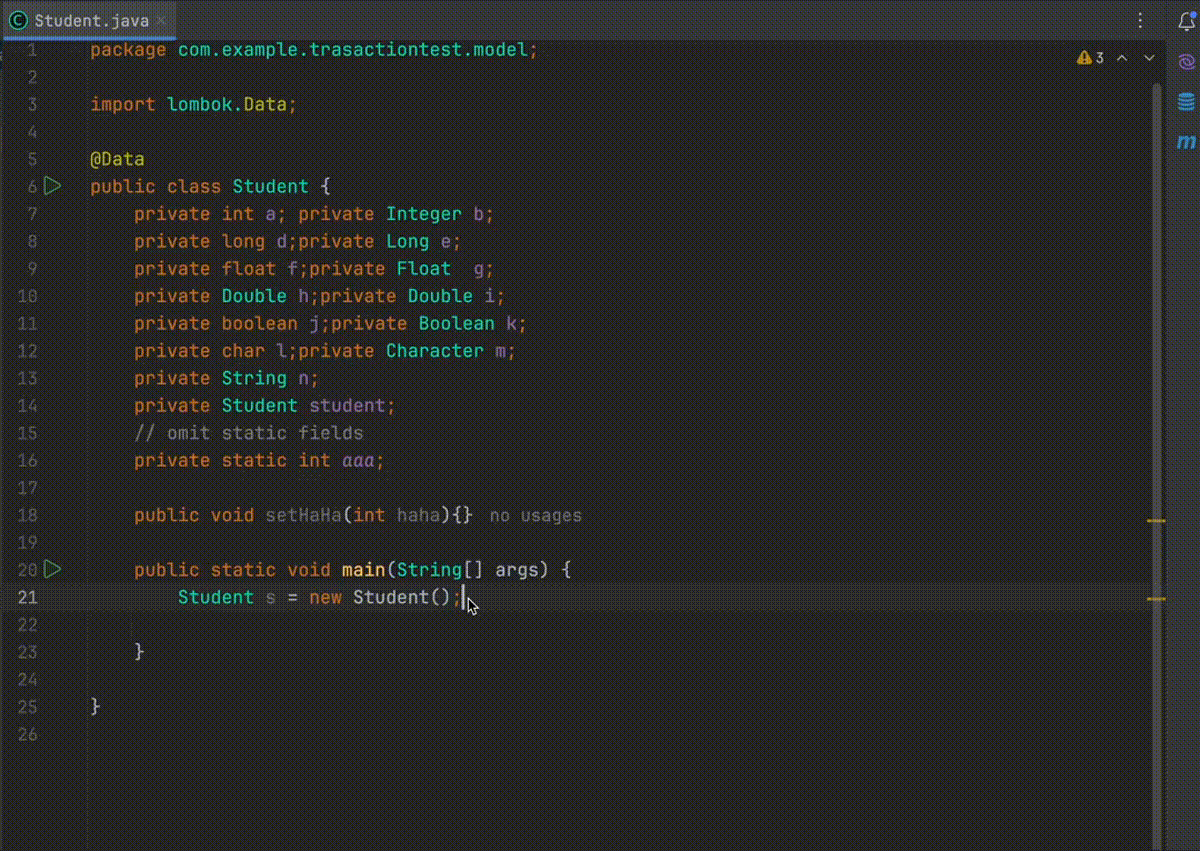 Student.java
1 package com.example.trasactiontest.model;
3
2
3 import lombok.Data;
4
5 @Data
6 public class Student {
7 private int a; private Integer b;
8 private long d;private Long e;
9 private float f;private Float  g;
10 private Double h;private Double i;
11 private boolean j;private Boolean k;
12 private char l;private Character m;
13 private String n;
14 private Student student;
15 // omit static fields
16 private static int aaa;
17
18 public void setHaHa(int haha){} no usages
19
20 public static void main(String[] args) {
21 Student s = new Student();
22
23 }
24
25 }
26
m